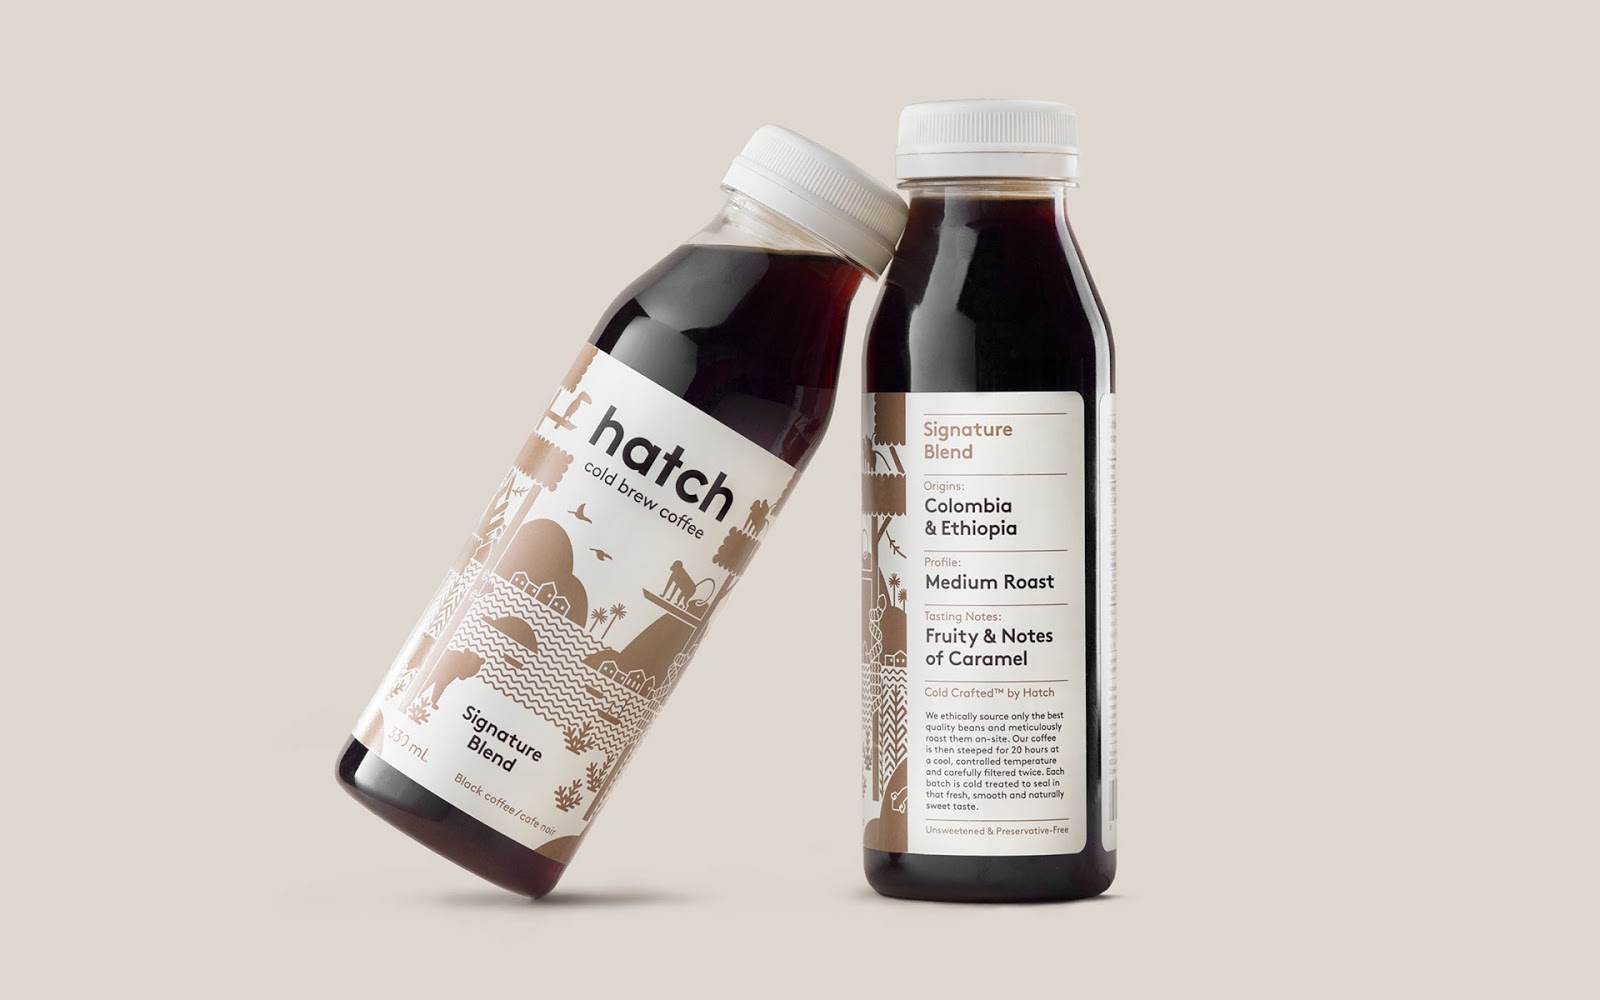 hatch
cold brew coffee
Signature
Blend
330 mL
Black coffee/cafe noir
Signature
Blend
Origins:
Colombia
& Ethiopia
Profile:
Medium Roast
Tasting Notes:
Fruity & Notes
of Caramel
Cold Crafted™ by Hatch
We ethically source only the best
quality beans and meticulously
roast them on-site. Our coffee
is then steeped for 20 hours at
a cool, controlled temperature
and carefully filtered twice. Each
batch is cold treated to seal in
that fresh, smooth and naturally
sweet taste.
Unsweetened & Preservative-Free